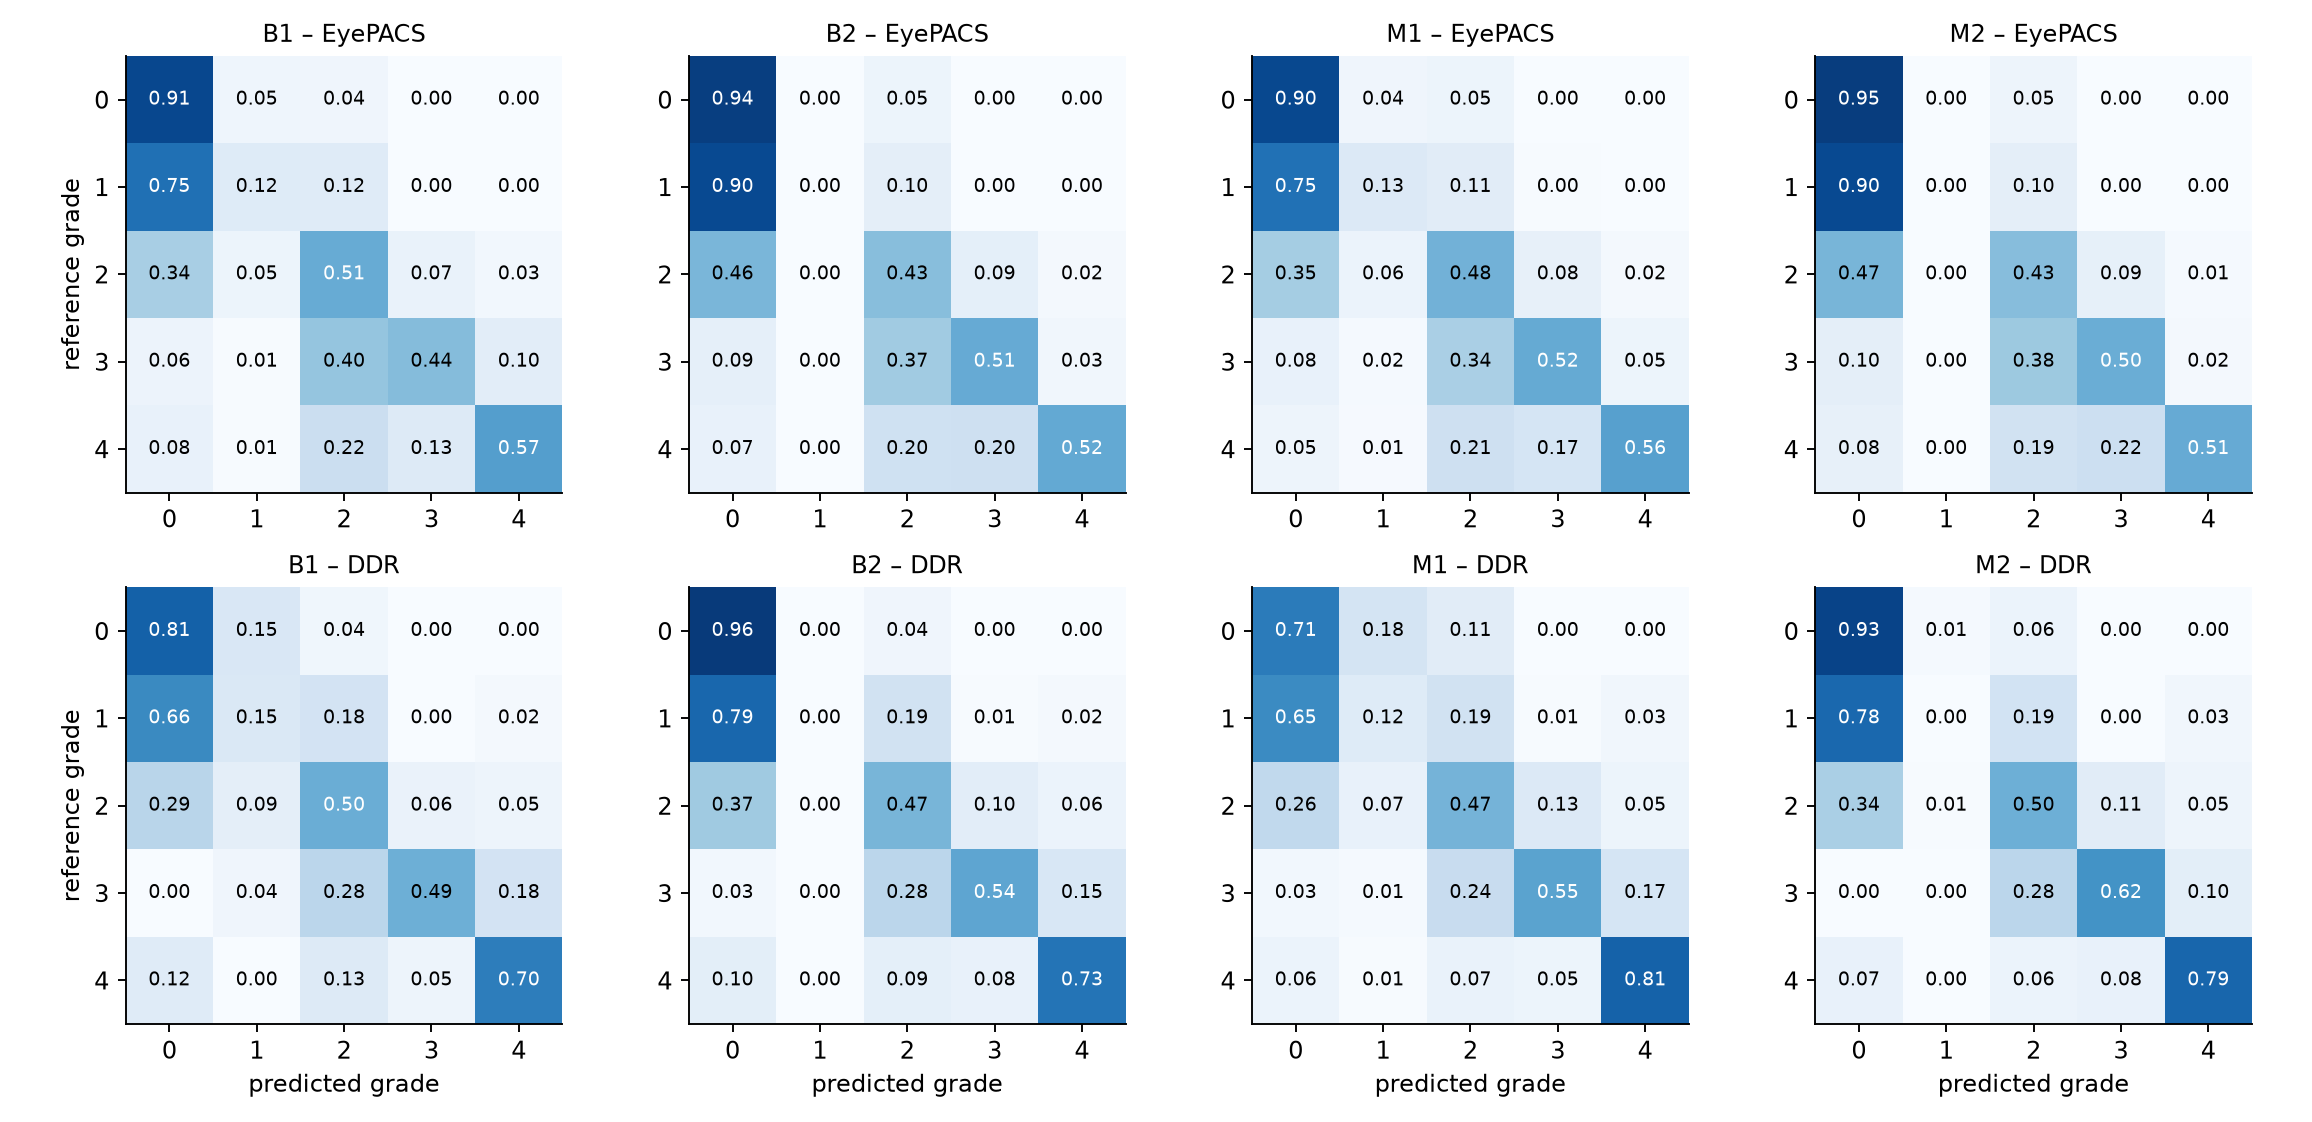 B1 – EyePACS
B2 – EyePACS
M1 – EyePACS
M2 – EyePACS
reference grade
0 0.91 0.05 0.04 0.00 0.00
1 0.75 0.12 0.12 0.00 0.00
2 0.34 0.05 0.51 0.07 0.03
3 0.06 0.01 0.40 0.44 0.10
4 0.08 0.01 0.22 0.13 0.57
0 1 2 3 4
0 0.94 0.00 0.05 0.00 0.00
1 0.90 0.00 0.10 0.00 0.00
2 0.46 0.00 0.43 0.09 0.02
3 0.09 0.00 0.37 0.51 0.03
4 0.07 0.00 0.20 0.20 0.52
0 1 2 3 4
0 0.90 0.04 0.05 0.00 0.00
1 0.75 0.13 0.11 0.00 0.00
2 0.35 0.06 0.48 0.08 0.02
3 0.08 0.02 0.34 0.52 0.05
4 0.05 0.01 0.21 0.17 0.56
0 1 2 3 4
0 0.95 0.00 0.05 0.00 0.00
1 0.90 0.00 0.10 0.00 0.00
2 0.47 0.00 0.43 0.09 0.01
3 0.10 0.00 0.38 0.50 0.02
4 0.08 0.00 0.19 0.22 0.51
0 1 2 3 4
B1 – DDR
B2 – DDR
M1 – DDR
M2 – DDR
reference grade
0 0.81 0.15 0.04 0.00 0.00
1 0.66 0.15 0.18 0.00 0.02
2 0.29 0.09 0.50 0.06 0.05
3 0.00 0.04 0.28 0.49 0.18
4 0.12 0.00 0.13 0.05 0.70
0 1 2 3 4
predicted grade
0 0.96 0.00 0.04 0.00 0.00
1 0.79 0.00 0.19 0.01 0.02
2 0.37 0.00 0.47 0.10 0.06
3 0.03 0.00 0.28 0.54 0.15
4 0.10 0.00 0.09 0.08 0.73
0 1 2 3 4
predicted grade
0 0.71 0.18 0.11 0.00 0.00
1 0.65 0.12 0.19 0.01 0.03
2 0.26 0.07 0.47 0.13 0.05
3 0.03 0.01 0.24 0.55 0.17
4 0.06 0.01 0.07 0.05 0.81
0 1 2 3 4
predicted grade
0 0.93 0.01 0.06 0.00 0.00
1 0.78 0.00 0.19 0.00 0.03
2 0.34 0.01 0.50 0.11 0.05
3 0.00 0.00 0.28 0.62 0.10
4 0.07 0.00 0.06 0.08 0.79
0 1 2 3 4
predicted grade